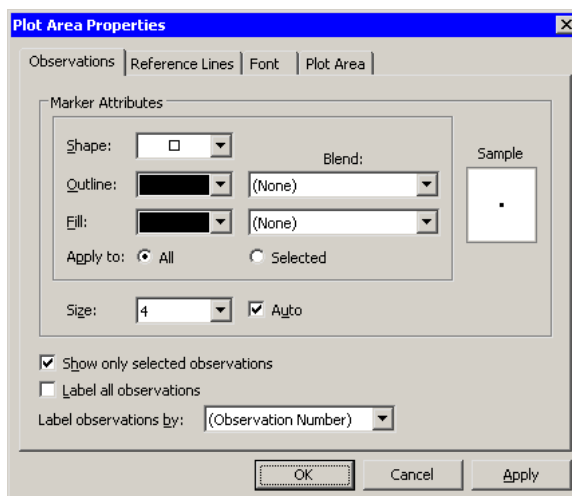 Plot Area Properties
Observations Reference Lines Font Plot Area
Marker Attributes
Shape:
Blend:
Sample
Outline: (None)
Fill: (None)
Apply to: All Selected
Size: 4 Auto
Show only selected observations
Label all observations
Label observations by: (Observation Number)
OK Cancel Apply